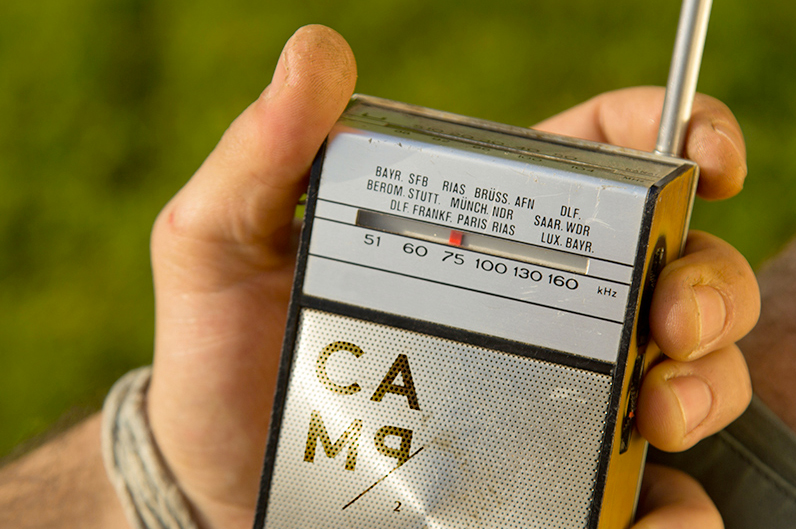 BAYR. SFB RIAS BRÜSS. AFN DLF.
BEROM. STUTT. MÜNCH. NDR SAAR. WDR
DLF. FRANKF. PARIS RIAS LUX. BAYR.
51 60 75 100 130 160 kHz
CA
MP
2